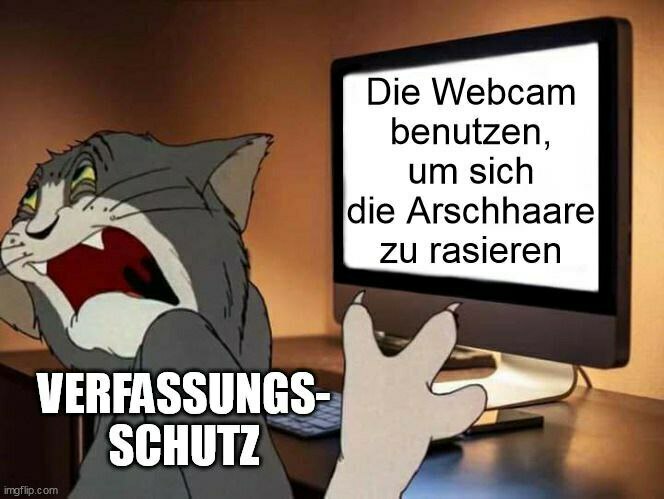 Die Webcam
benutzen,
um sich
die Arschhaare
zu rasieren
VERFASSUNGS-
SCHUTZ
imgflip.com